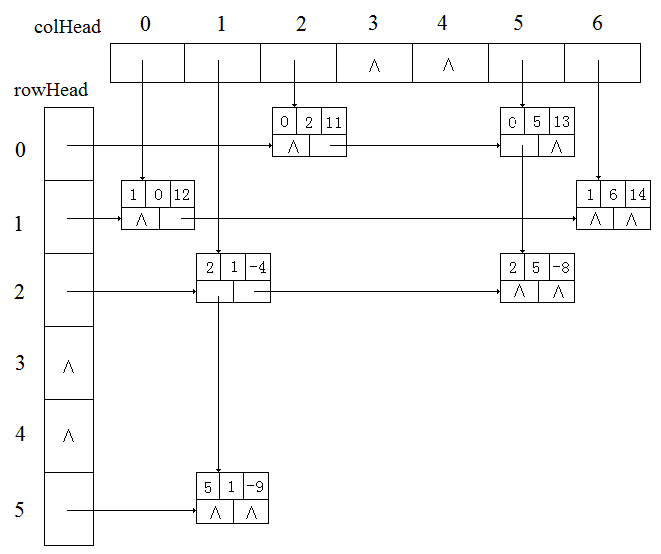 colHead 0 1 2 3 4 5 6
∧ ∧
rowHead
0 0 2 11 0 5 13
∧ ∧
1 0 12 1 6 14
1 ∧ ∧ ∧
2 1 -4 2 5 -8
2 ∧ ∧
3 ∧
4 ∧
5 1 -9
5 ∧ ∧